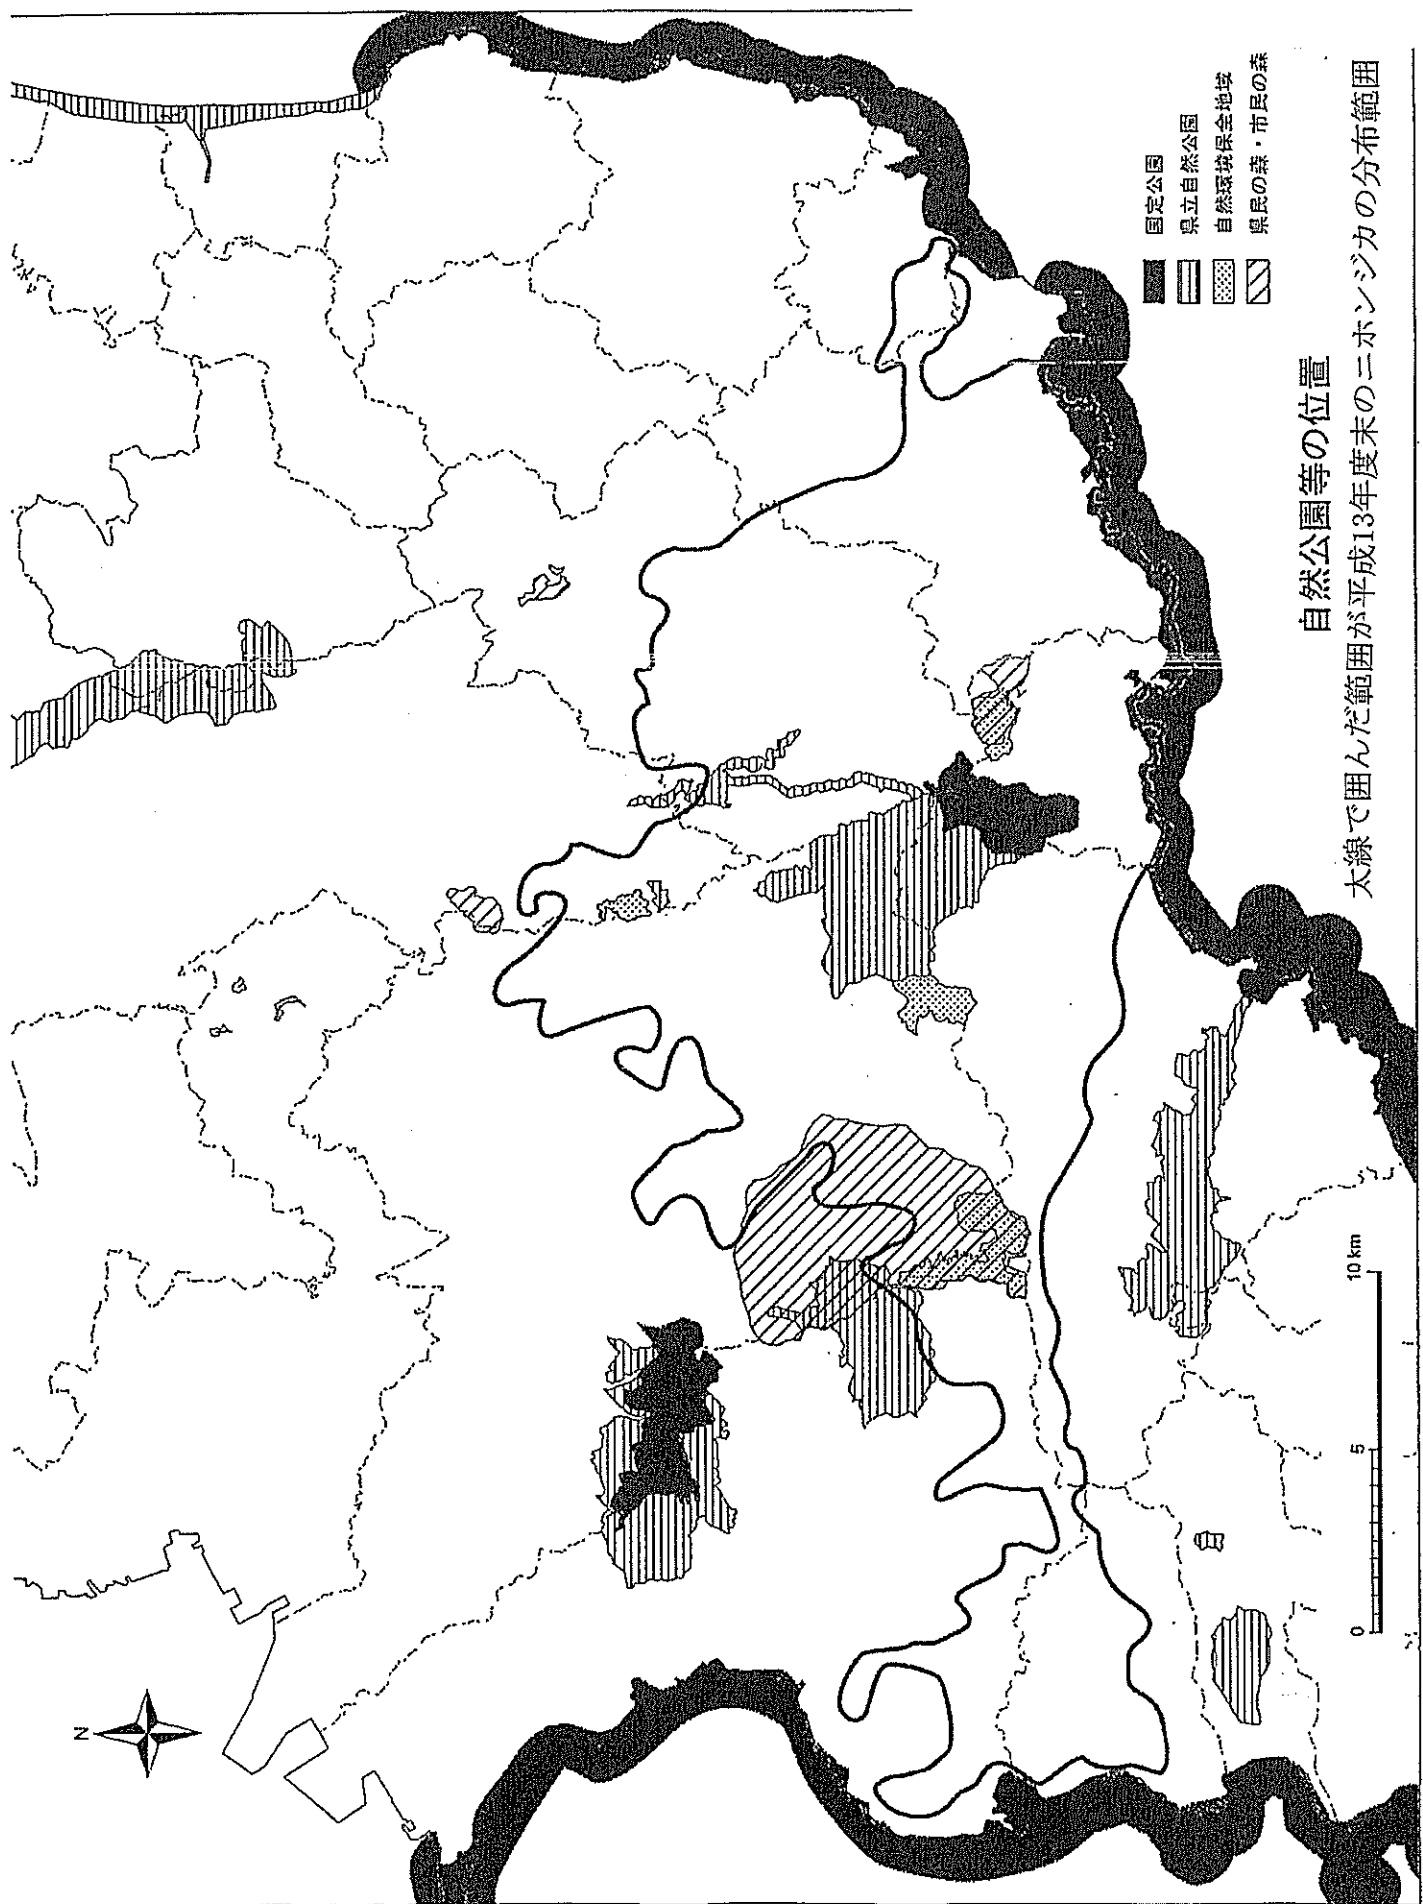 N
国定公園
県立自然公園
自然環境保全地域
県民の森・市民の森
0 5 10km
自然公園等の位置
太線で囲んだ範囲が平成13年度末のニホンジカの分布範囲